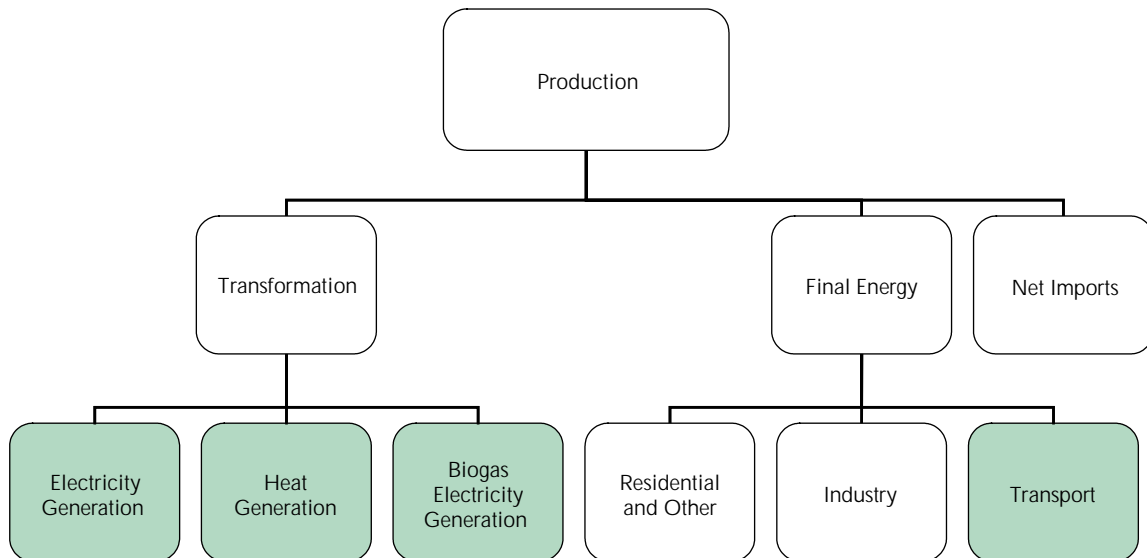 Production
Transformation
Final Energy
Net Imports
Electricity
Generation
Heat
Generation
Biogas
Electricity
Generation
Residential
and Other
Industry
Transport